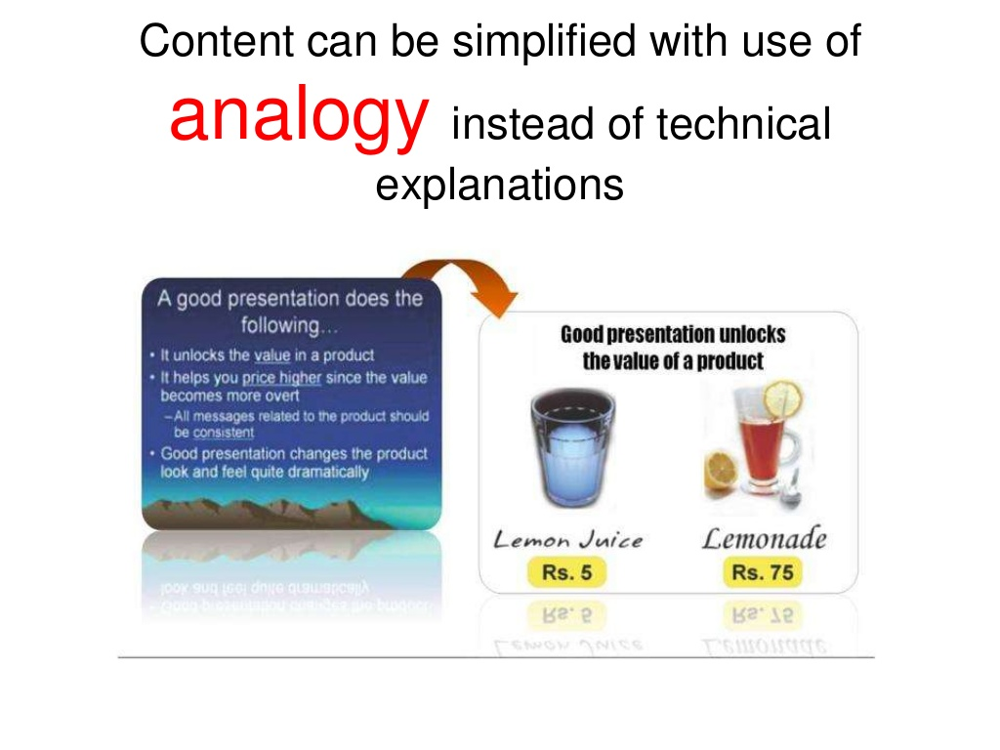 Content can be simplified with use of
analogy instead of technical
explanations
A good presentation does the
following…
• It unlocks the value in a product
• It helps you price higher since the value
becomes more overt
–All messages related to the product should
be consistent
• Good presentation changes the product
look and feel quite dramatically
Good presentation unlocks
the value of a product
Lemon Juice
Rs. 5
Lemonade
Rs. 75